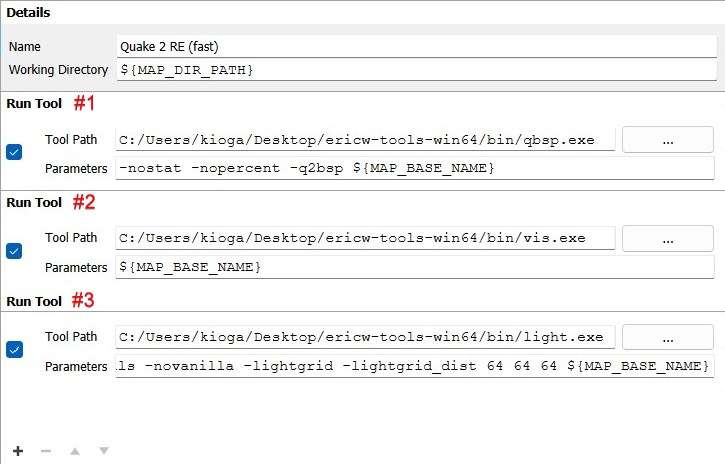 Details
Name Quake 2 RE (fast)
Working Directory ${MAP_DIR_PATH}
Run Tool #1
Tool Path C:/Users/kioga/Desktop/ericw-tools-win64/bin/qbsp.exe ...
Parameters -nostat -nopercent -q2bsp ${MAP_BASE_NAME}
Run Tool #2
Tool Path C:/Users/kioga/Desktop/ericw-tools-win64/bin/vis.exe ...
Parameters ${MAP_BASE_NAME}
Run Tool #3
Tool Path C:/Users/kioga/Desktop/ericw-tools-win64/bin/light.exe ...
Parameters ls -novanilla -lightgrid -lightgrid_dist 64 64 64 ${MAP_BASE_NAME}